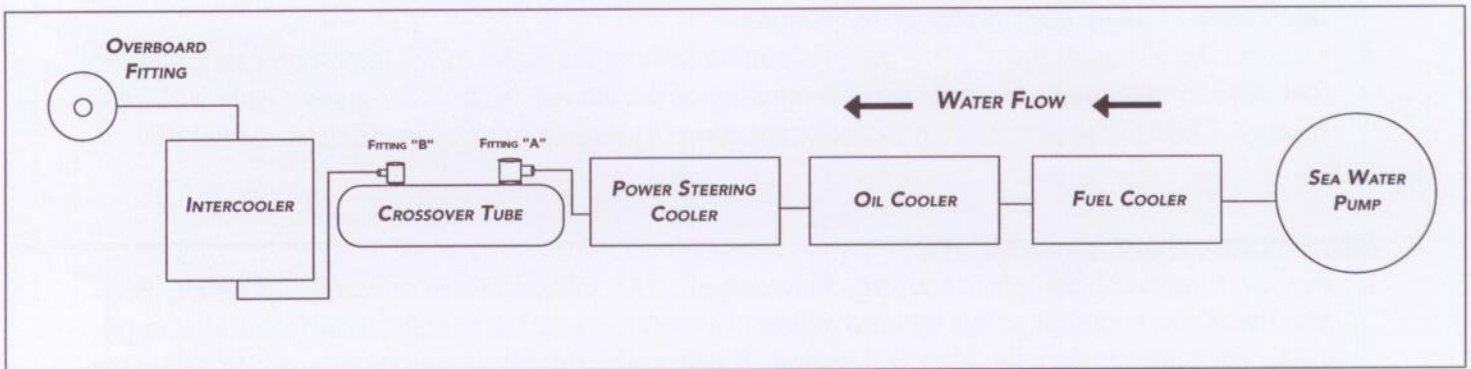 OVERBOARD
FITTING
WATER FLOW
FITTING "B"
FITTING "A"
INTERCOOLER
CROSSOVER TUBE
POWER STEERING
COOLER
OIL COOLER
FUEL COOLER
SEA WATER
PUMP